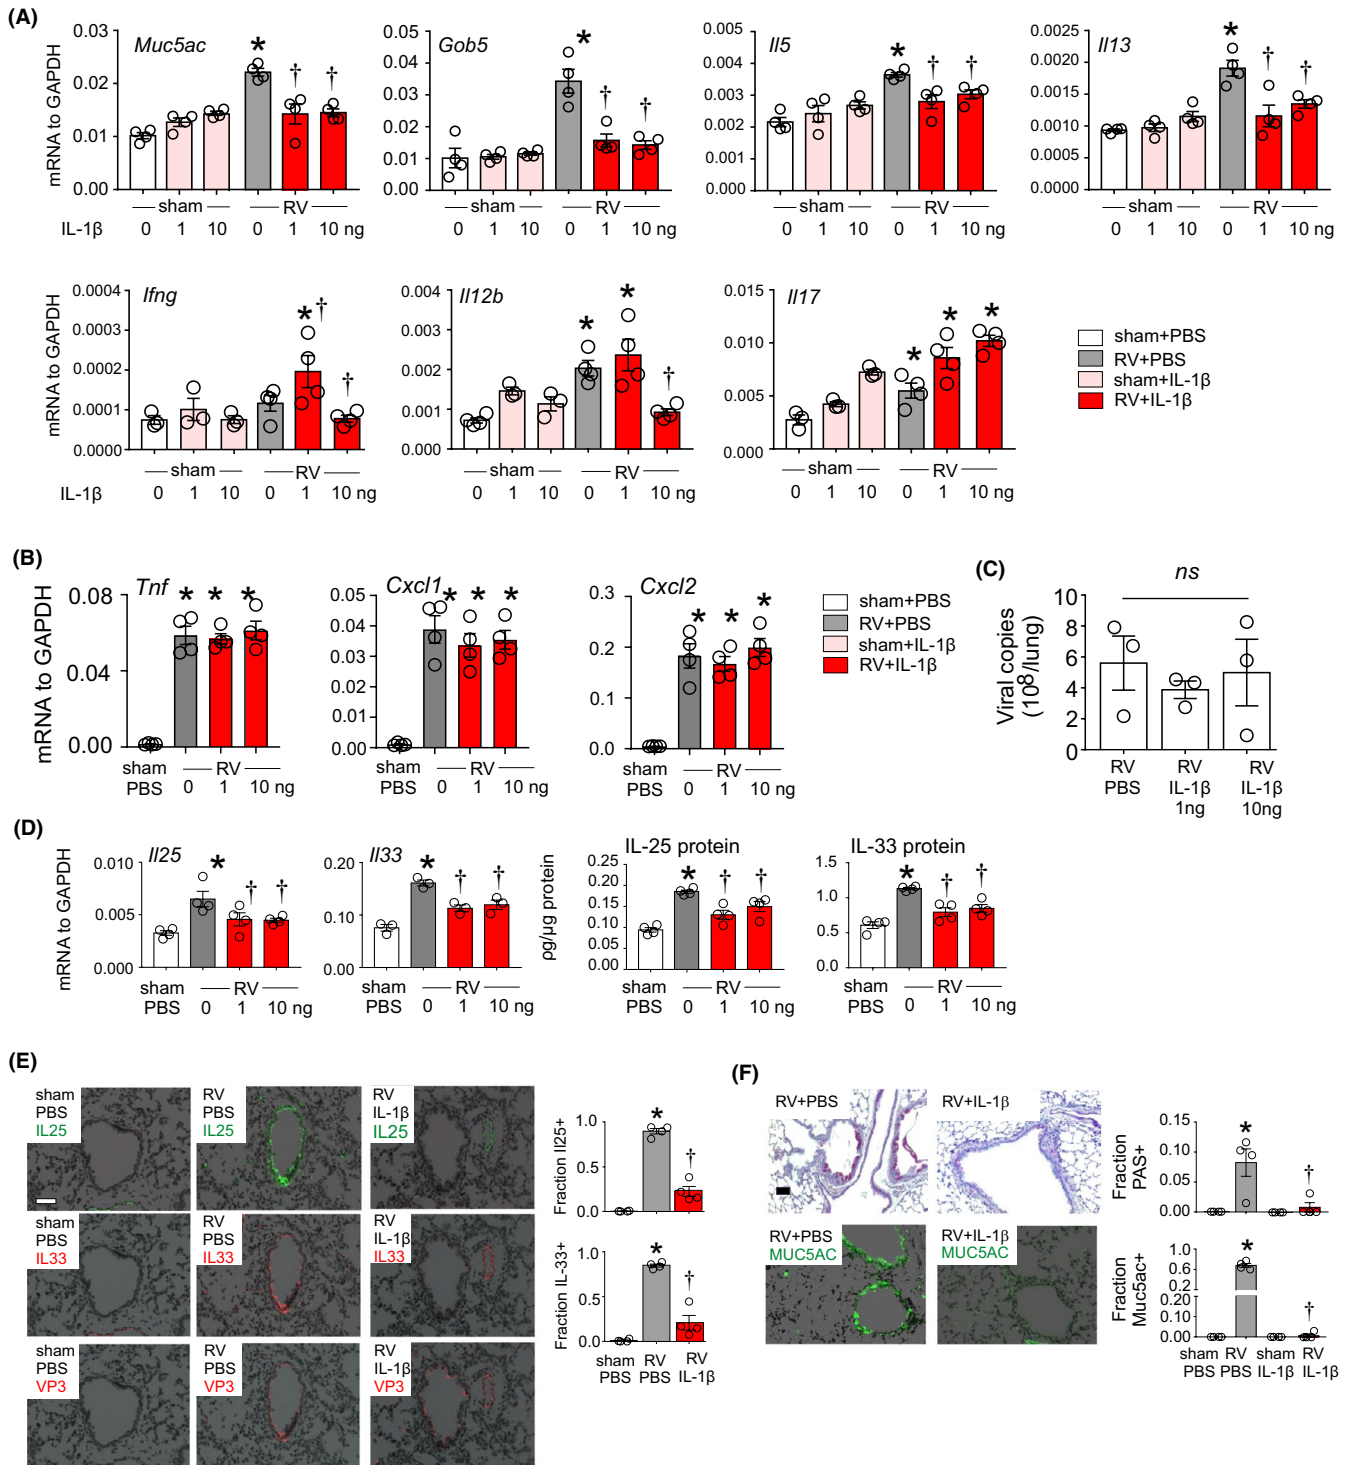 (A)
Muc5ac
Gob5
Il5
Il13
mRNA to GAPDH
0.03
0.02
0.01
0.00
0.05
0.04
0.03
0.02
0.01
0.00
0.005
0.003
0.002
0.000
0.0025
0.0020
0.0015
0.0010
0.0005
0.0000
* † †
* † †
* † †
* † †
sham RV
sham RV
sham RV
sham RV
IL-1β 0 1 10 0 1 10 ng
0 1 10 0 1 10 ng
0 1 10 0 1 10 ng
0 1 10 0 1 10 ng
Ifng
Il12b
Il17
mRNA to GAPDH
0.0004
0.0003
0.0002
0.0001
0.0000
0.004
0.003
0.002
0.001
0.000
0.015
0.010
0.005
0.000
*† †
* * †
* * *
sham RV
sham RV
sham RV
IL-1β 0 1 10 0 1 10 ng
0 1 10 0 1 10 ng
0 1 10 0 1 10 ng
sham+PBS
RV+PBS
sham+IL-1β
RV+IL-1β
(B)
Tnf
Cxcl1
Cxcl2
mRNA to GAPDH
0.08
0.04
0.00
0.05
0.04
0.03
0.02
0.01
0.00
0.3
0.2
0.1
0.0
* * *
* * *
* * *
sham
PBS
RV
0 1 10 ng
sham
PBS
RV
0 1 10 ng
sham
PBS
RV
0 1 10 ng
sham+PBS
RV+PBS
sham+IL-1β
RV+IL-1β
(C)
ns
Viral copies
(10⁸/lung)
10
8
6
4
2
0
RV
PBS
RV
IL-1β
1ng
RV
IL-1β
10ng
(D)
Il25
Il33
IL-25 protein
IL-33 protein
mRNA to GAPDH
0.010
0.005
0.000
0.20
0.10
0.00
pg/µg protein
0.25
0.20
0.15
0.10
0.05
0.00
1.5
1.0
0.5
0.0
* † †
* † †
* † †
* † †
sham
PBS
RV
0 1 10 ng
sham
PBS
RV
0 1 10 ng
sham
PBS
RV
0 1 10 ng
sham
PBS
RV
0 1 10 ng
(E)
sham
PBS
IL25
RV
PBS
IL25
RV
IL-1β
IL25
sham
PBS
IL33
RV
PBS
IL33
RV
IL-1β
IL33
sham
PBS
VP3
RV
PBS
VP3
RV
IL-1β
VP3
Fraction Il25+
1.0
0.5
0.0
* †
Fraction IL-33+
1.0
0.5
0.0
* †
sham
PBS
RV
PBS
RV
IL-1β
(F)
RV+PBS
RV+IL-1β
RV+PBS
MUC5AC
RV+IL-1β
MUC5AC
Fraction
PAS+
0.15
0.10
0.05
0.00
* †
Fraction
Muc5ac+
1.0
0.6
0.2
0.20
0.10
0.00
* †
sham
PBS
RV
PBS
sham
IL-1β
RV
IL-1β